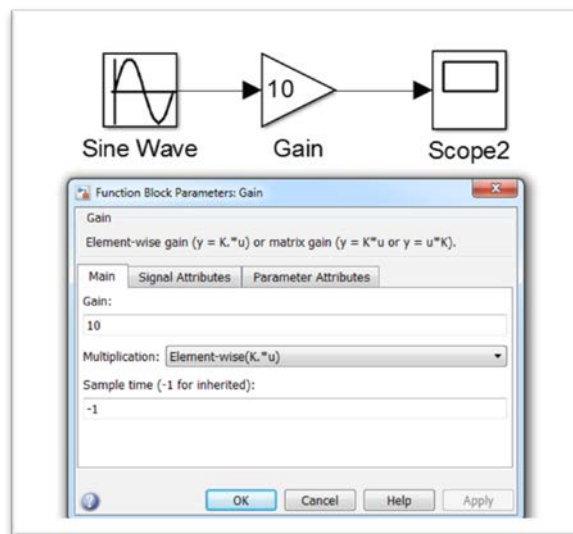 10
Sine Wave Gain Scope2
Function Block Parameters: Gain
Gain
Element-wise gain (y = K.*u) or matrix gain (y = K*u or y = u*K).
Main Signal Attributes Parameter Attributes
Gain:
10
Multiplication: Element-wise(K.*u)
Sample time (-1 for inherited):
-1
OK Cancel Help Apply